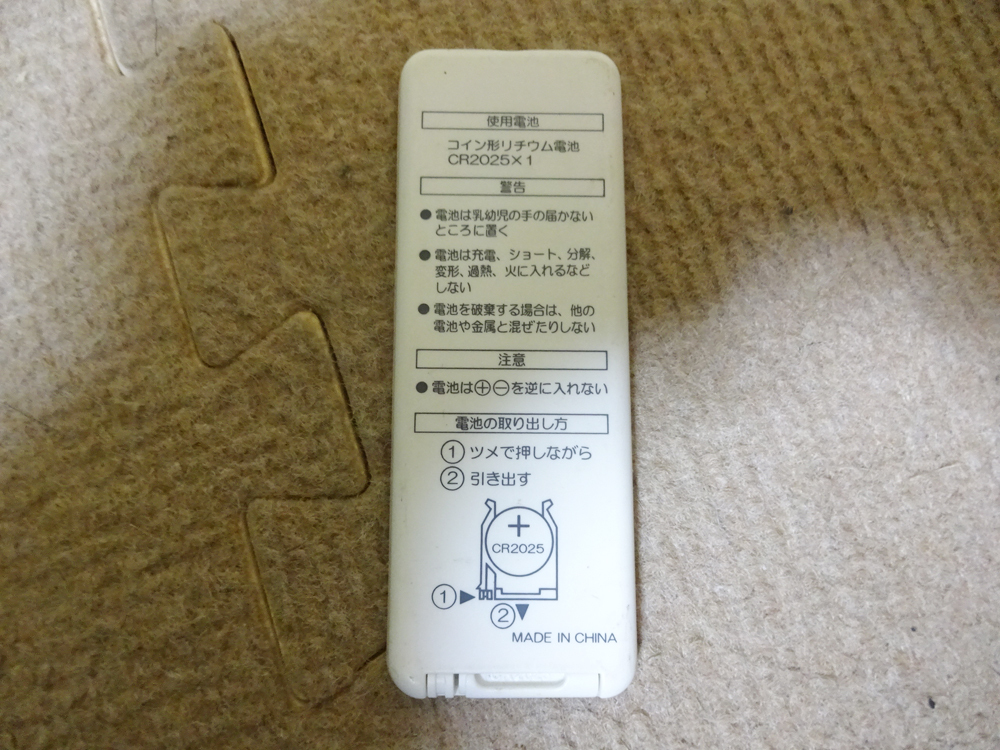 使用電池
コイン形リチウム電池
CR2025×1
警告
●電池は乳幼児の手の届かない
ところに置く
●電池は充電、ショート、分解、
変形、過熱、火に入れるなど
しない
●電池を破棄する場合は、他の
電池や金属と混ぜたりしない
注意
●電池は⊕⊖を逆に入れない
電池の取り出し方
①ツメで押しながら
②引き出す
+
CR2025
①▶
②▼
MADE IN CHINA